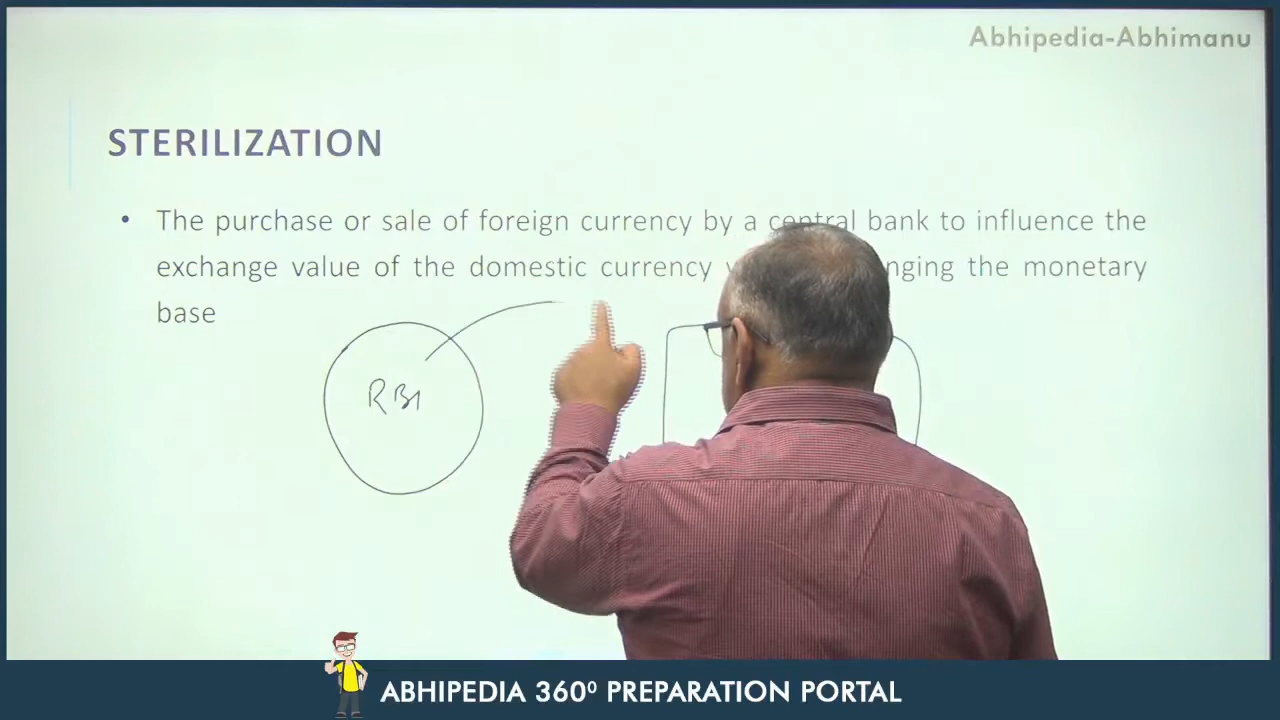 Abhipedia-Abhimanu
STERILIZATION
• The purchase or sale of foreign currency by a central bank to influence the
exchange value of the domestic currency the monetary
base
RBI
ABHIPEDIA 360⁰ PREPARATION PORTAL